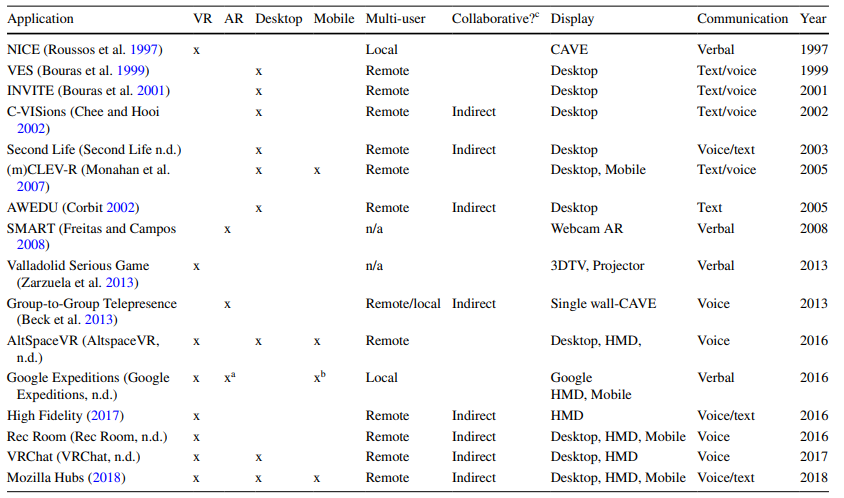 Application VR AR Desktop Mobile Multi-user Collaborative?c Display Communication Year
NICE (Roussos et al. 1997) x Local CAVE Verbal 1997
VES (Bouras et al. 1999) x Remote Desktop Text/voice 1999
INVITE (Bouras et al. 2001) x Remote Desktop Text/voice 2001
C-VISions (Chee and Hooi x Remote Indirect Desktop Text/voice 2002
2002)
Second Life (Second Life n.d.) x Remote Indirect Desktop Voice/text 2003
(m)CLEV-R (Monahan et al. x x Remote Desktop, Mobile Text/voice 2005
2007)
AWEDU (Corbit 2002) x Remote Indirect Desktop Text 2005
SMART (Freitas and Campos x n/a Webcam AR Verbal 2008
2008)
Valladolid Serious Game x n/a 3DTV, Projector Verbal 2013
(Zarzuela et al. 2013)
Group-to-Group Telepresence x Remote/local Indirect Single wall-CAVE Voice 2013
(Beck et al. 2013)
AltSpaceVR (AltspaceVR, x x x Remote Desktop, HMD, Voice 2016
n.d.)
Google Expeditions (Google x xa xb Local Google Verbal 2016
Expeditions, n.d.) HMD, Mobile
High Fidelity (2017) x Remote Indirect HMD Voice/text 2016
Rec Room (Rec Room, n.d.) x Remote Indirect Desktop, HMD, Mobile Voice 2016
VRChat (VRChat, n.d.) x x Remote Indirect Desktop, HMD Voice 2017
Mozilla Hubs (2018) x x x Remote Indirect Desktop, HMD, Mobile Voice/text 2018